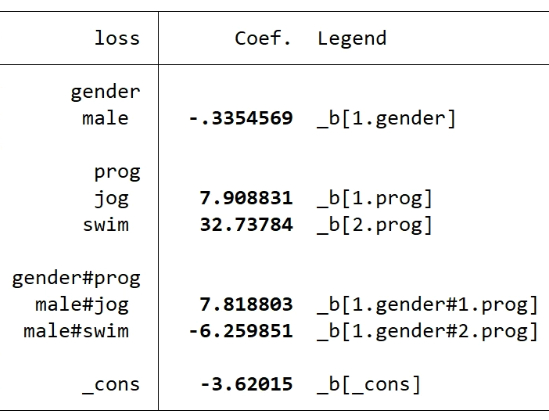 loss Coef. Legend
gender
male -.3354569 _b[1.gender]
prog
jog 7.908831 _b[1.prog]
swim 32.73784 _b[2.prog]
gender#prog
male#jog 7.818803 _b[1.gender#1.prog]
male#swim -6.259851 _b[1.gender#2.prog]
_cons -3.62015 _b[_cons]